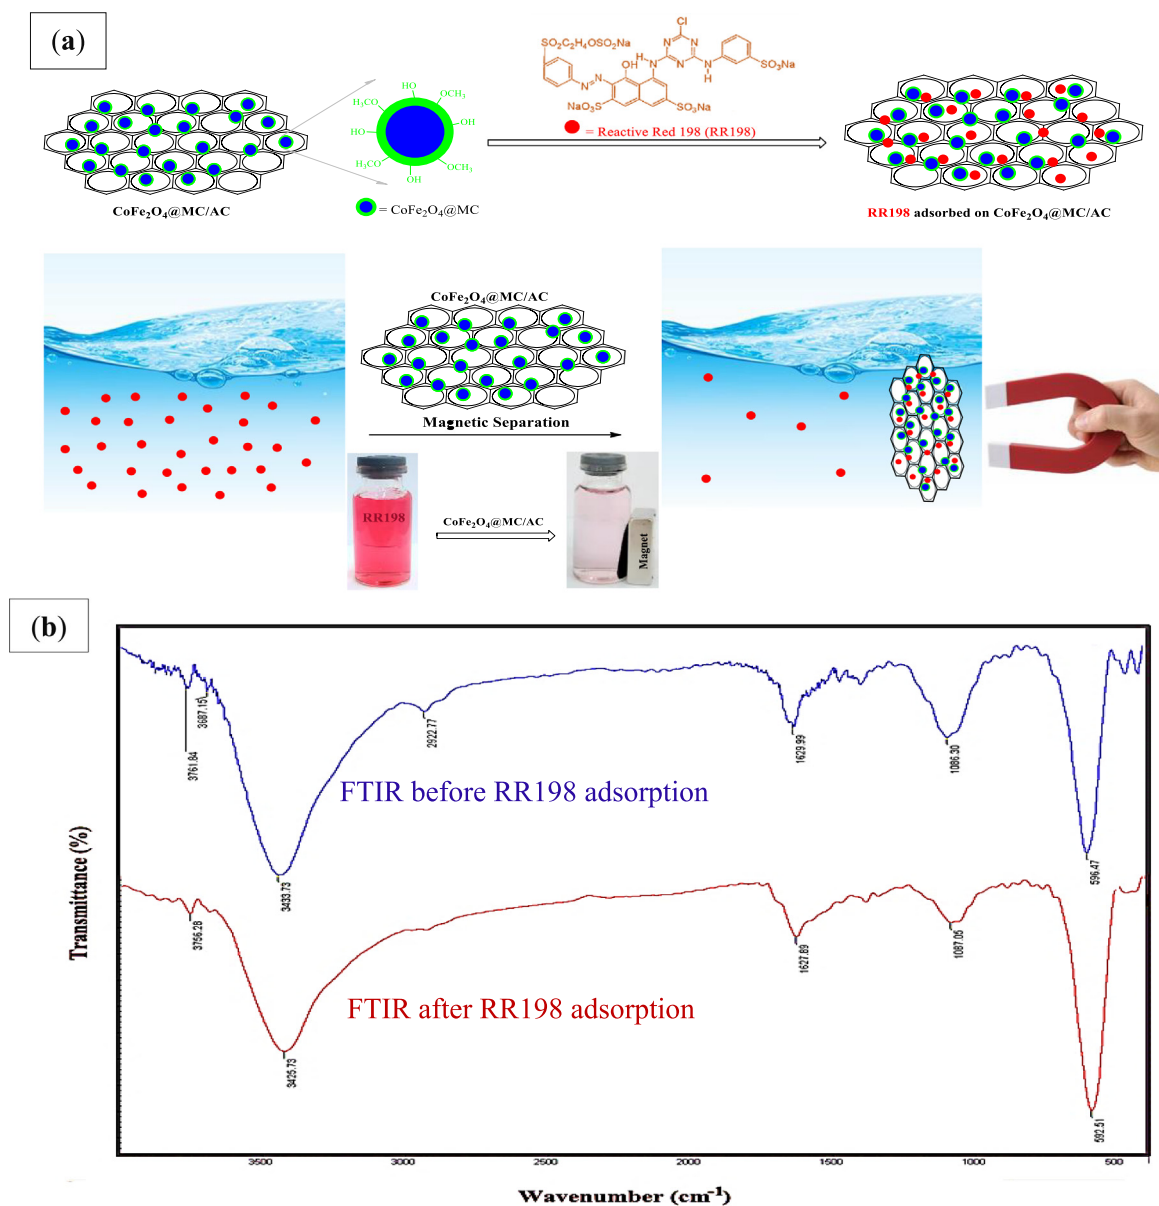 (a)
Cl
N
N
N
SO₂C₂H₄OSO₂Na
OH
H
N
N
H
SO₃Na
N
N
NaO₃S
SO₃Na
= Reactive Red 198 (RR198)
HO
H₃CO
OCH₃
HO
OH
H₃CO
OCH₃
OH
= CoFe₂O₄@MC
CoFe₂O₄@MC/AC
RR198 adsorbed on CoFe₂O₄@MC/AC
CoFe₂O₄@MC/AC
Magnetic Separation
RR198
CoFe₂O₄@MC/AC
Magnet
(b)
Transmittance (%)
3761.84
3687.15
3433.73
2922.77
1629.99
1086.30
596.47
FTIR before RR198 adsorption
3756.28
3425.73
1627.89
1087.05
592.51
FTIR after RR198 adsorption
3500
3000
2500
2000
1500
1000
500
Wavenumber (cm⁻¹)